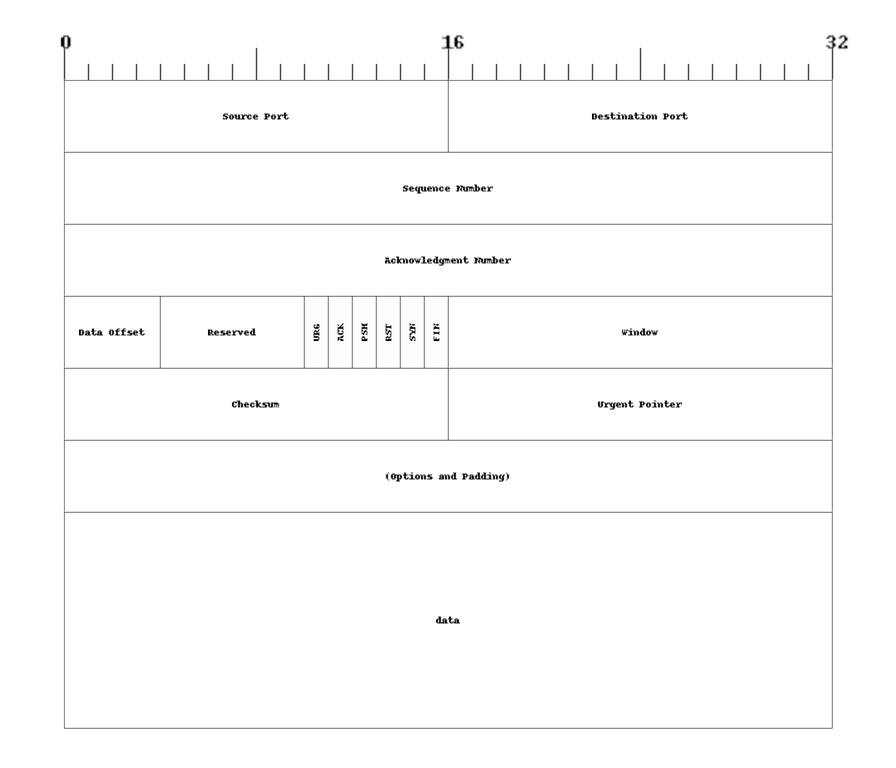 0 16 32
Source Port Destination Port
Sequence Number
Acknowledgment Number
Data Offset Reserved URG ACK PSH RST SYN FIN Window
Checksum Urgent Pointer
(Options and Padding)
data